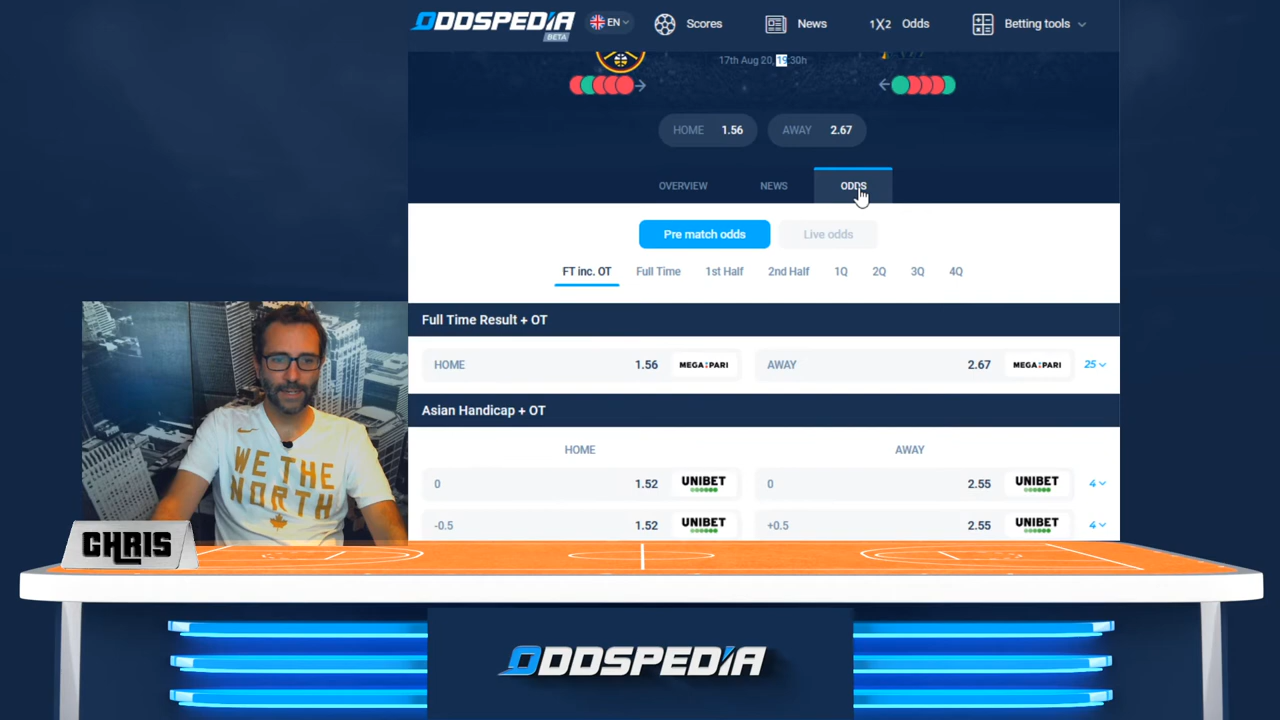 ODDSPEDIA
BETA
EN
Scores
News
1X2 Odds
Betting tools
17th Aug 20, 19:30h
HOME 1.56
AWAY 2.67
OVERVIEW
NEWS
ODDS
Pre match odds
Live odds
FT inc. OT
Full Time
1st Half
2nd Half
1Q
2Q
3Q
4Q
Full Time Result + OT
HOME 1.56 MEGAPARI
AWAY 2.67 MEGAPARI 25
Asian Handicap + OT
HOME
AWAY
0 1.52 UNIBET
0 2.55 UNIBET 4
-0.5 1.52 UNIBET
+0.5 2.55 UNIBET 4
WE THE
NORTH
CHRIS
ODDSPEDIA